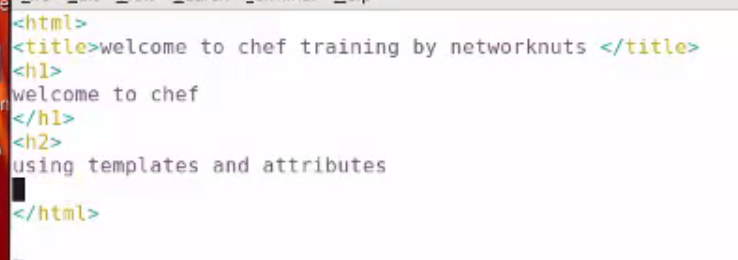 <html>
<title>welcome to chef training by networknuts </title>
<h1>
welcome to chef
</h1>
<h2>
using templates and attributes
</html>